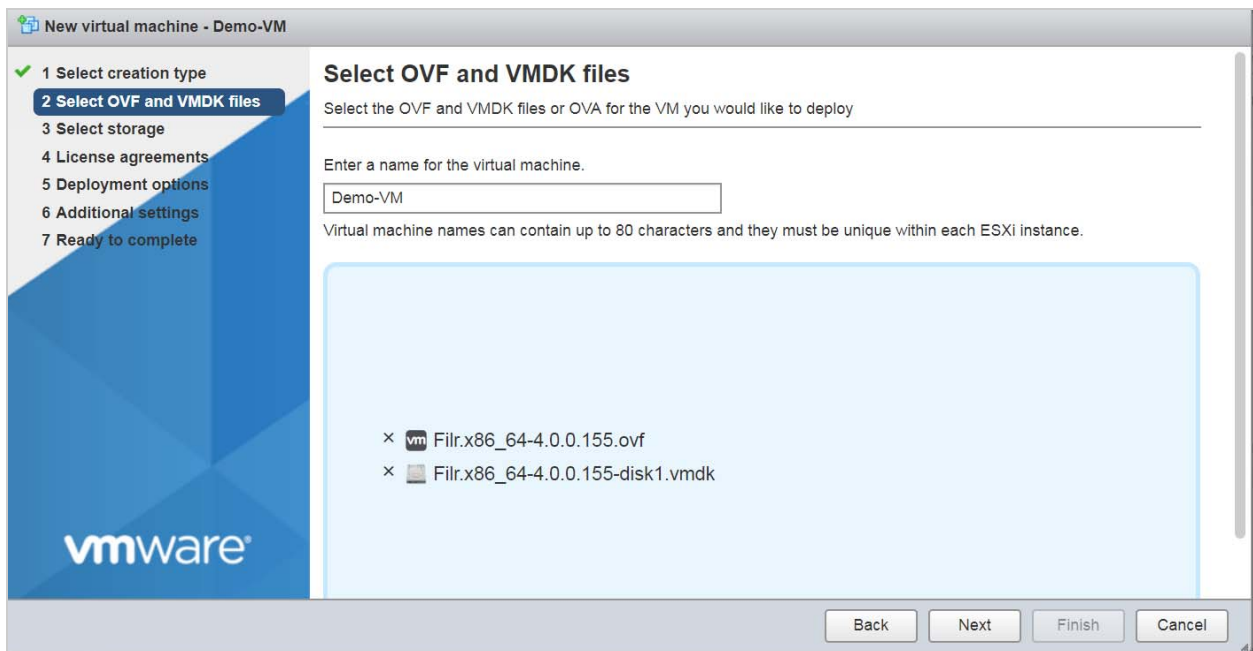 New virtual machine - Demo-VM
1 Select creation type
2 Select OVF and VMDK files
3 Select storage
4 License agreements
5 Deployment options
6 Additional settings
7 Ready to complete
vmware®
Select OVF and VMDK files
Select the OVF and VMDK files or OVA for the VM you would like to deploy
Enter a name for the virtual machine.
Demo-VM
Virtual machine names can contain up to 80 characters and they must be unique within each ESXi instance.
× vm Filr.x86_64-4.0.0.155.ovf
× Filr.x86_64-4.0.0.155-disk1.vmdk
Back Next Finish Cancel